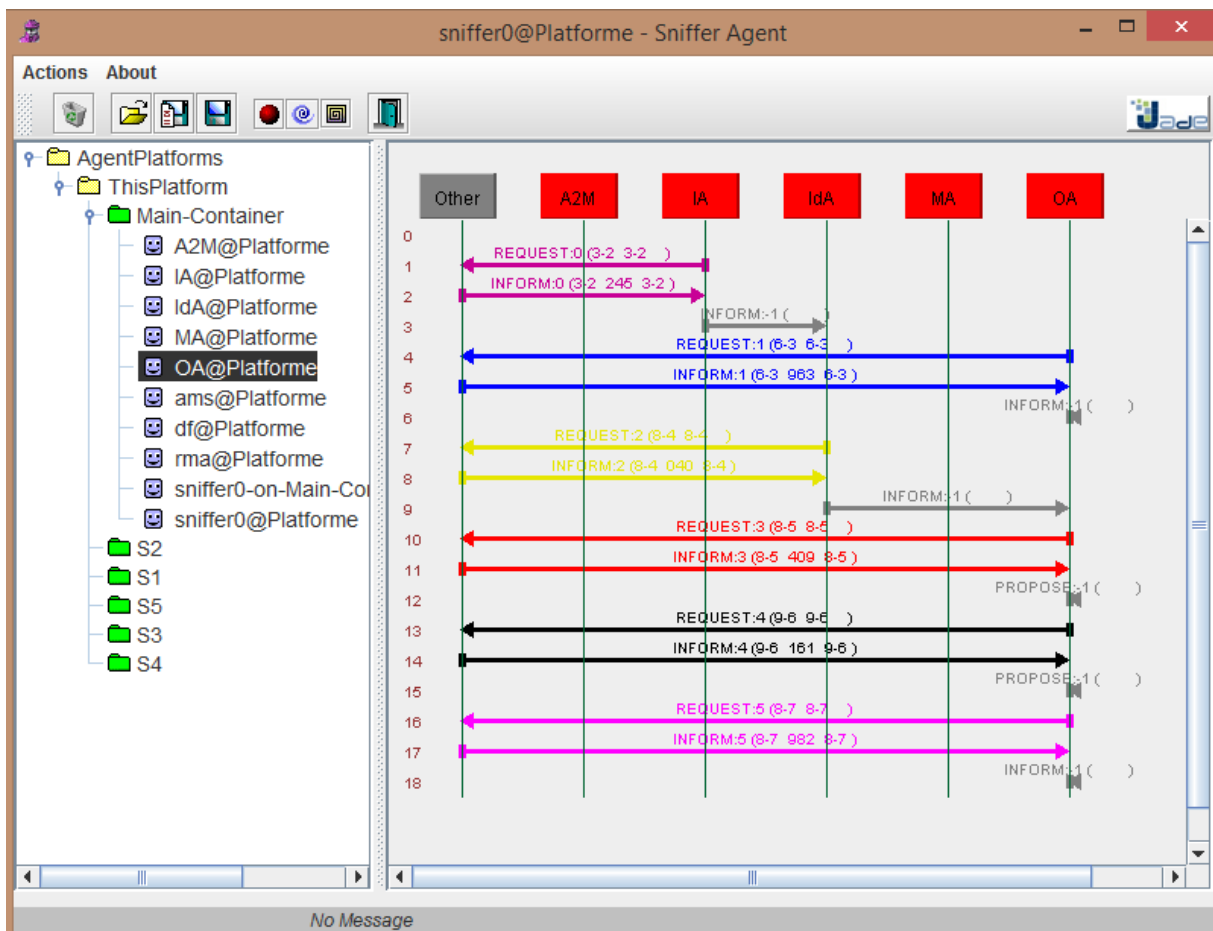 sniffer0@Platforme - Sniffer Agent
Actions About
Jade
AgentPlatforms
ThisPlatform
Main-Container
A2M@Platforme
IA@Platforme
IdA@Platforme
MA@Platforme
OA@Platforme
ams@Platforme
df@Platforme
rma@Platforme
sniffer0-on-Main-Coi
sniffer0@Platforme
S2
S1
S5
S3
S4
Other A2M IA IdA MA OA
0
REQUEST:0 (3-2 3-2 )
1
INFORM:0 (3-2 245 3-2 )
2
INFORM:-1 ( )
3
REQUEST:1 (6-3 6-3 )
4
INFORM:1 (6-3 963 6-3 )
5
INFORM:-1 ( )
6
REQUEST:2 (8-4 8-4 )
7
INFORM:2 (8-4 040 8-4 )
8
INFORM:-1 ( )
9
REQUEST:3 (8-5 8-5 )
10
INFORM:3 (8-5 409 8-5 )
11
PROPOSE:-1 ( )
12
REQUEST:4 (9-6 9-6 )
13
INFORM:4 (9-6 161 9-6 )
14
PROPOSE:-1 ( )
15
REQUEST:5 (8-7 8-7 )
16
INFORM:5 (8-7 982 8-7 )
17
INFORM:-1 ( )
18
No Message